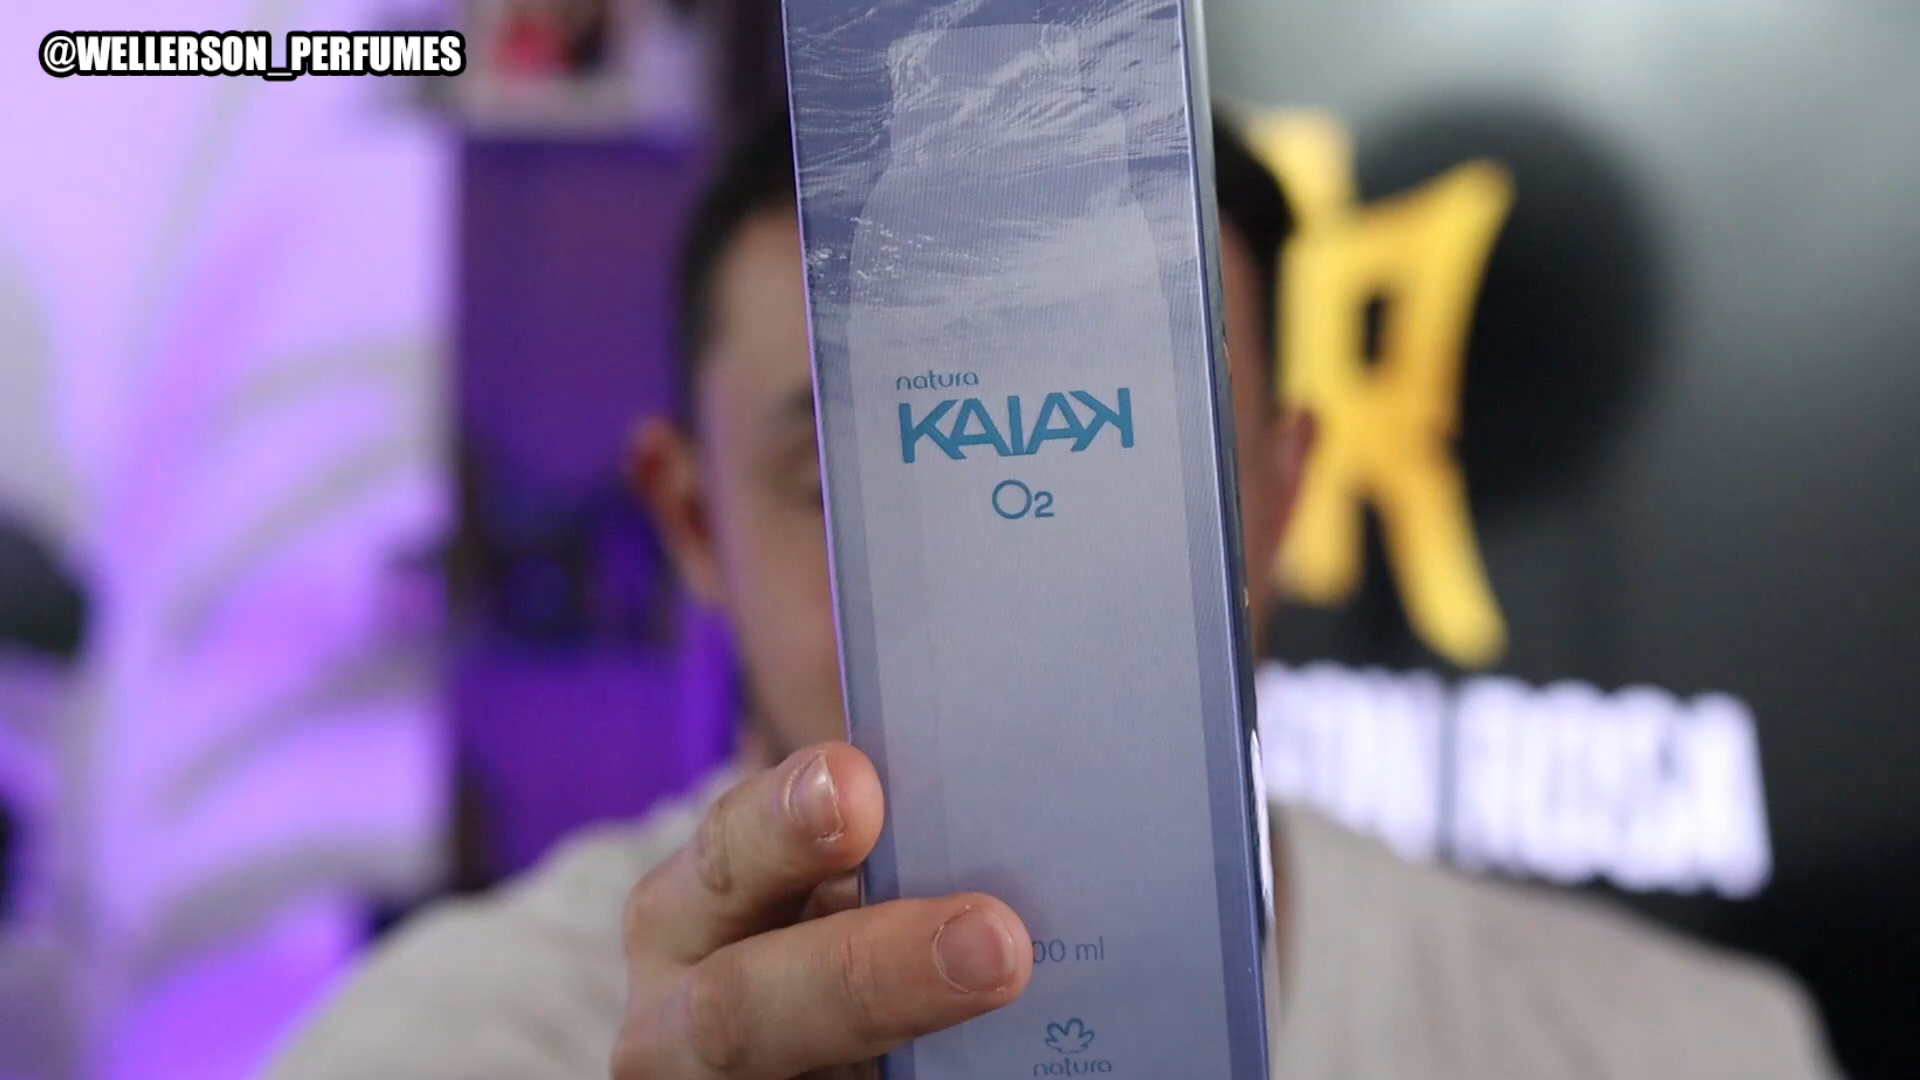 @WELLERSON_PERFUMES
natura
KAIAK
O2
00 ml
natura